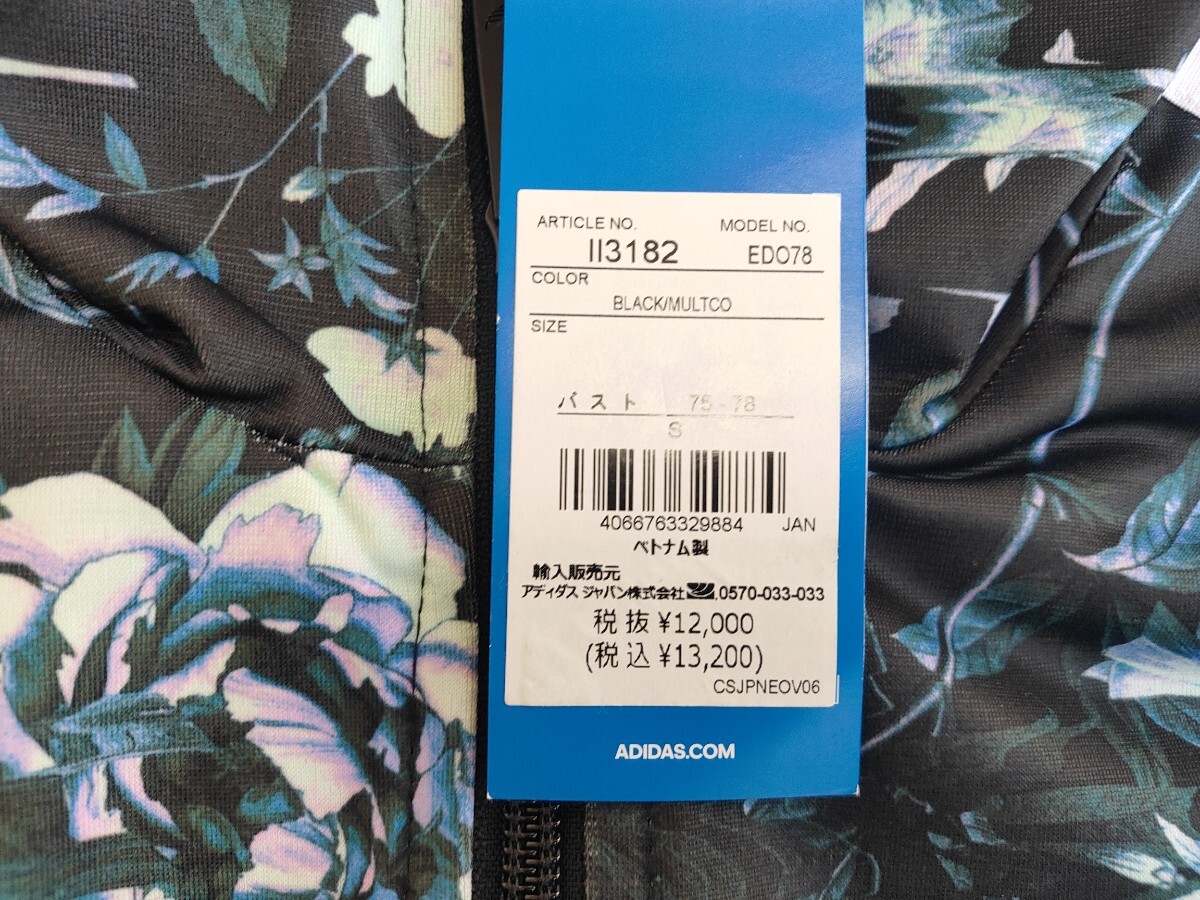 ARTICLE NO. MODEL NO.
II3182 EDO78
COLOR
BLACK/MULTCO
SIZE
バスト 75-78
S
4066763329884 JAN
ベトナム製
輸入販売元
アディダス ジャパン株式会社 0570-033-033
税抜 ¥12,000
(税込 ¥13,200)
CSJPNEOV06
ADIDAS.COM